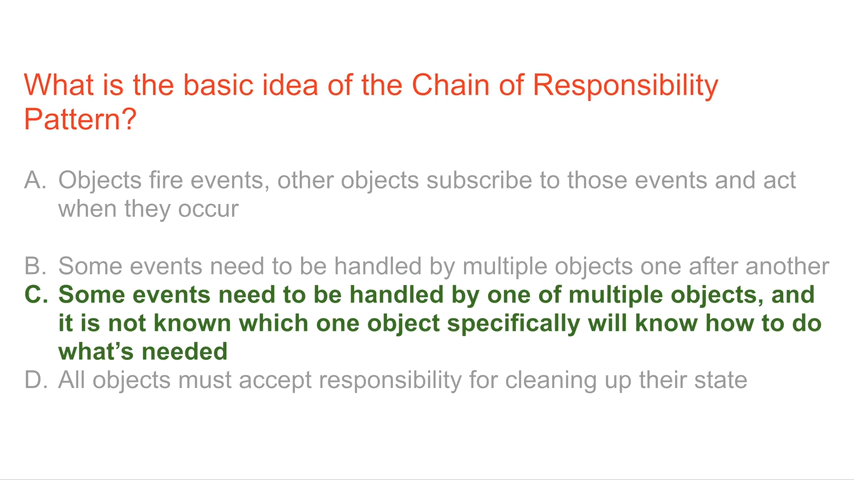 What is the basic idea of the Chain of Responsibility
Pattern?
A. Objects fire events, other objects subscribe to those events and act
when they occur
B. Some events need to be handled by multiple objects one after another
C. Some events need to be handled by one of multiple objects, and
it is not known which one object specifically will know how to do
what’s needed
D. All objects must accept responsibility for cleaning up their state